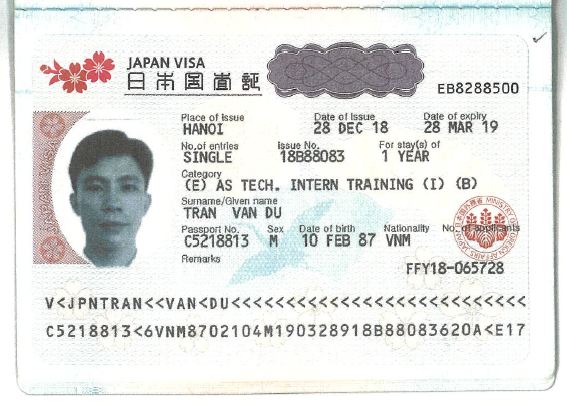 JAPAN VISA
日本国査証
EB8288500
Place of issue Date of issue Date of expiry
HANOI 28 DEC 18 28 MAR 19
No.of entries Issue No. For stay(s) of
SINGLE 18B88083 1 YEAR
Category
(E) AS TECH. INTERN TRAINING (I) (B)
Surname/Given name
TRAN VAN DU
Passport No. Sex Date of birth Nationality No. of applicants
C5218813 M 10 FEB 87 VNM
Remarks
FFY18-065728
V<JPNTRAN<<VAN<DU<<<<<<<<<<<<<<<<<<<<<<<<<<<
C5218813<6VNM8702104M190328918B88083620A<E17
JAPAN VISA